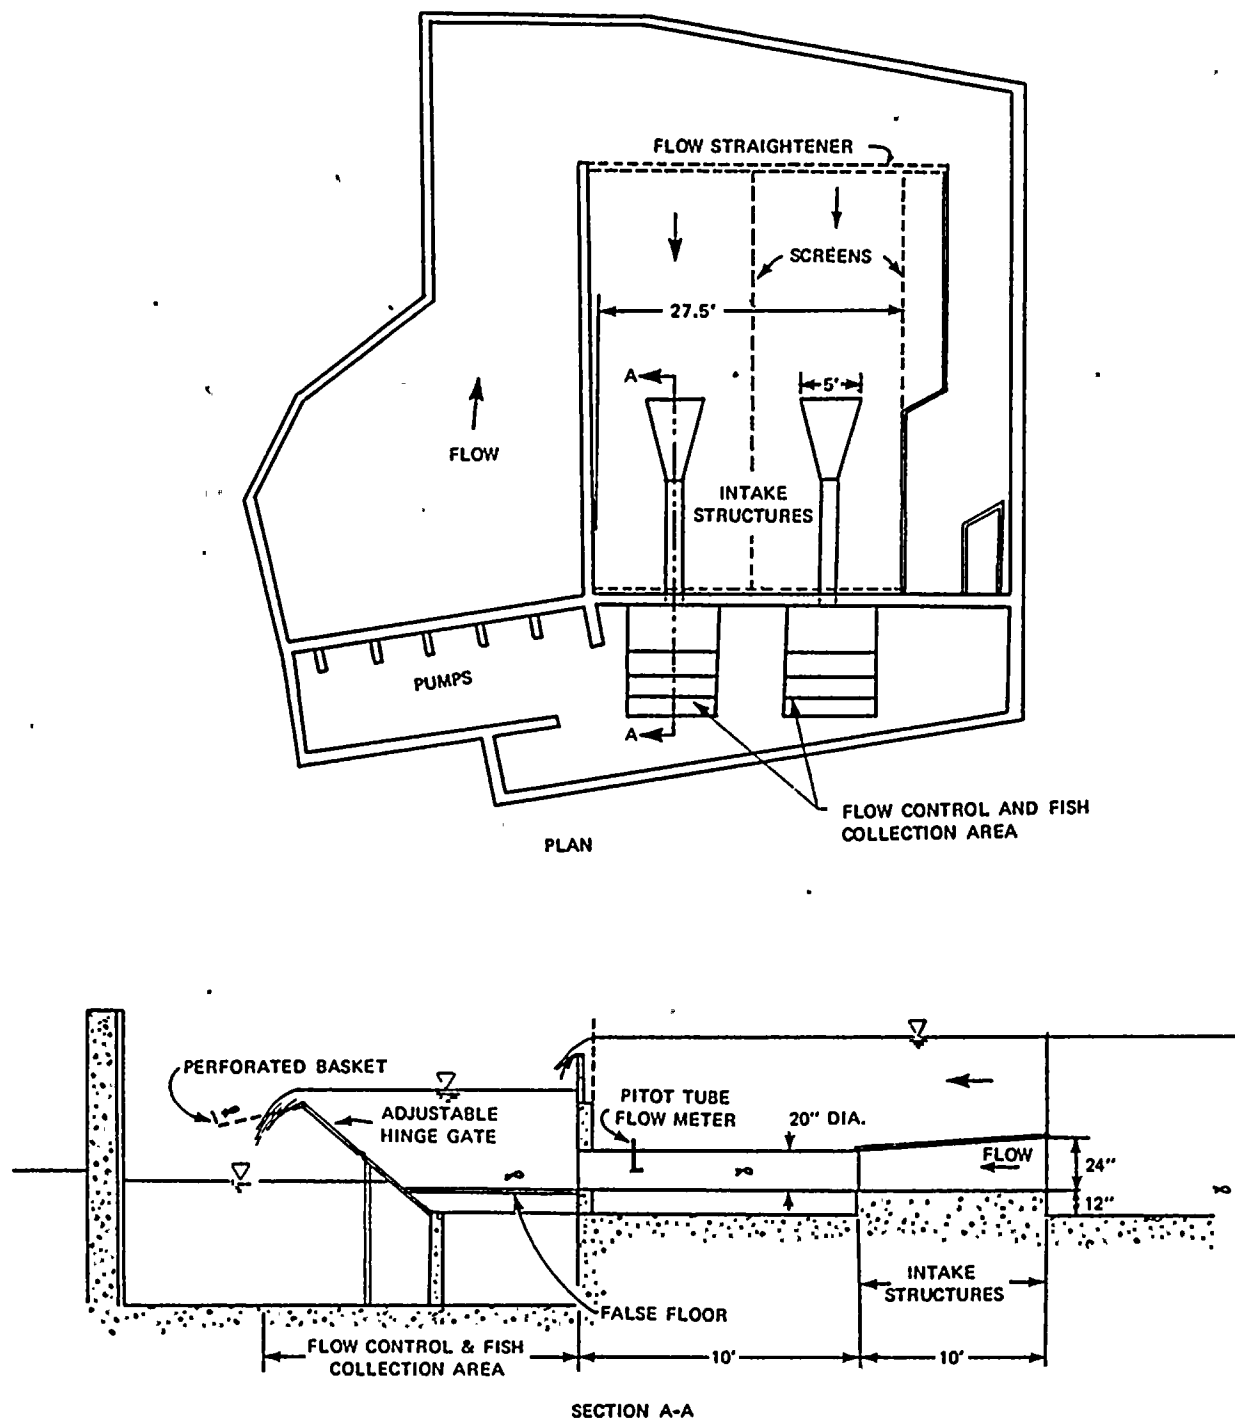 FLOW STRAIGHTENER
SCREENS
27.5'
A
5'
FLOW
INTAKE
STRUCTURES
PUMPS
A
FLOW CONTROL AND FISH
COLLECTION AREA
PLAN
PERFORATED BASKET
ADJUSTABLE
HINGE GATE
PITOT TUBE
FLOW METER
20" DIA.
FLOW
24"
12"
INTAKE
STRUCTURES
FALSE FLOOR
FLOW CONTROL & FISH
COLLECTION AREA
10'
10'
SECTION A-A